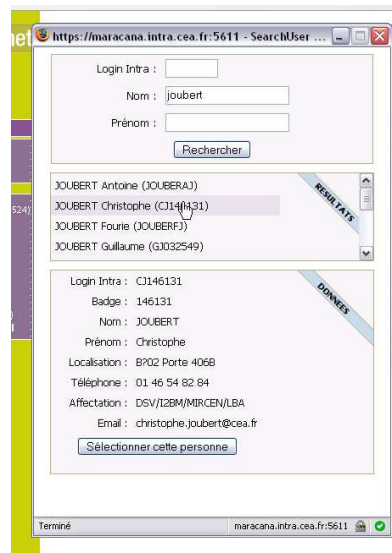 net
https://maracana.intra.cea.fr:5611 - SearchUser ...
Login Intra :
Nom : joubert
Prénom :
Rechercher
RESULTATS
JOUBERT Antoine (JOUBERAJ)
524)
JOUBERT Christophe (CJ146131)
JOUBERT Fourie (JOUBERFJ)
JOUBERT Guillaume (GJ032549)
DONNEES
Login Intra : CJ146131
Badge : 146131
Nom : JOUBERT
Prénom : Christophe
Localisation : B?02 Porte 406B
Téléphone : 01 46 54 82 84
Affectation : DSV/I2BM/MIRCEN/LBA
Email : christophe.joubert@cea.fr
Sélectionner cette personne
Terminé
maracana.intra.cea.fr:5611